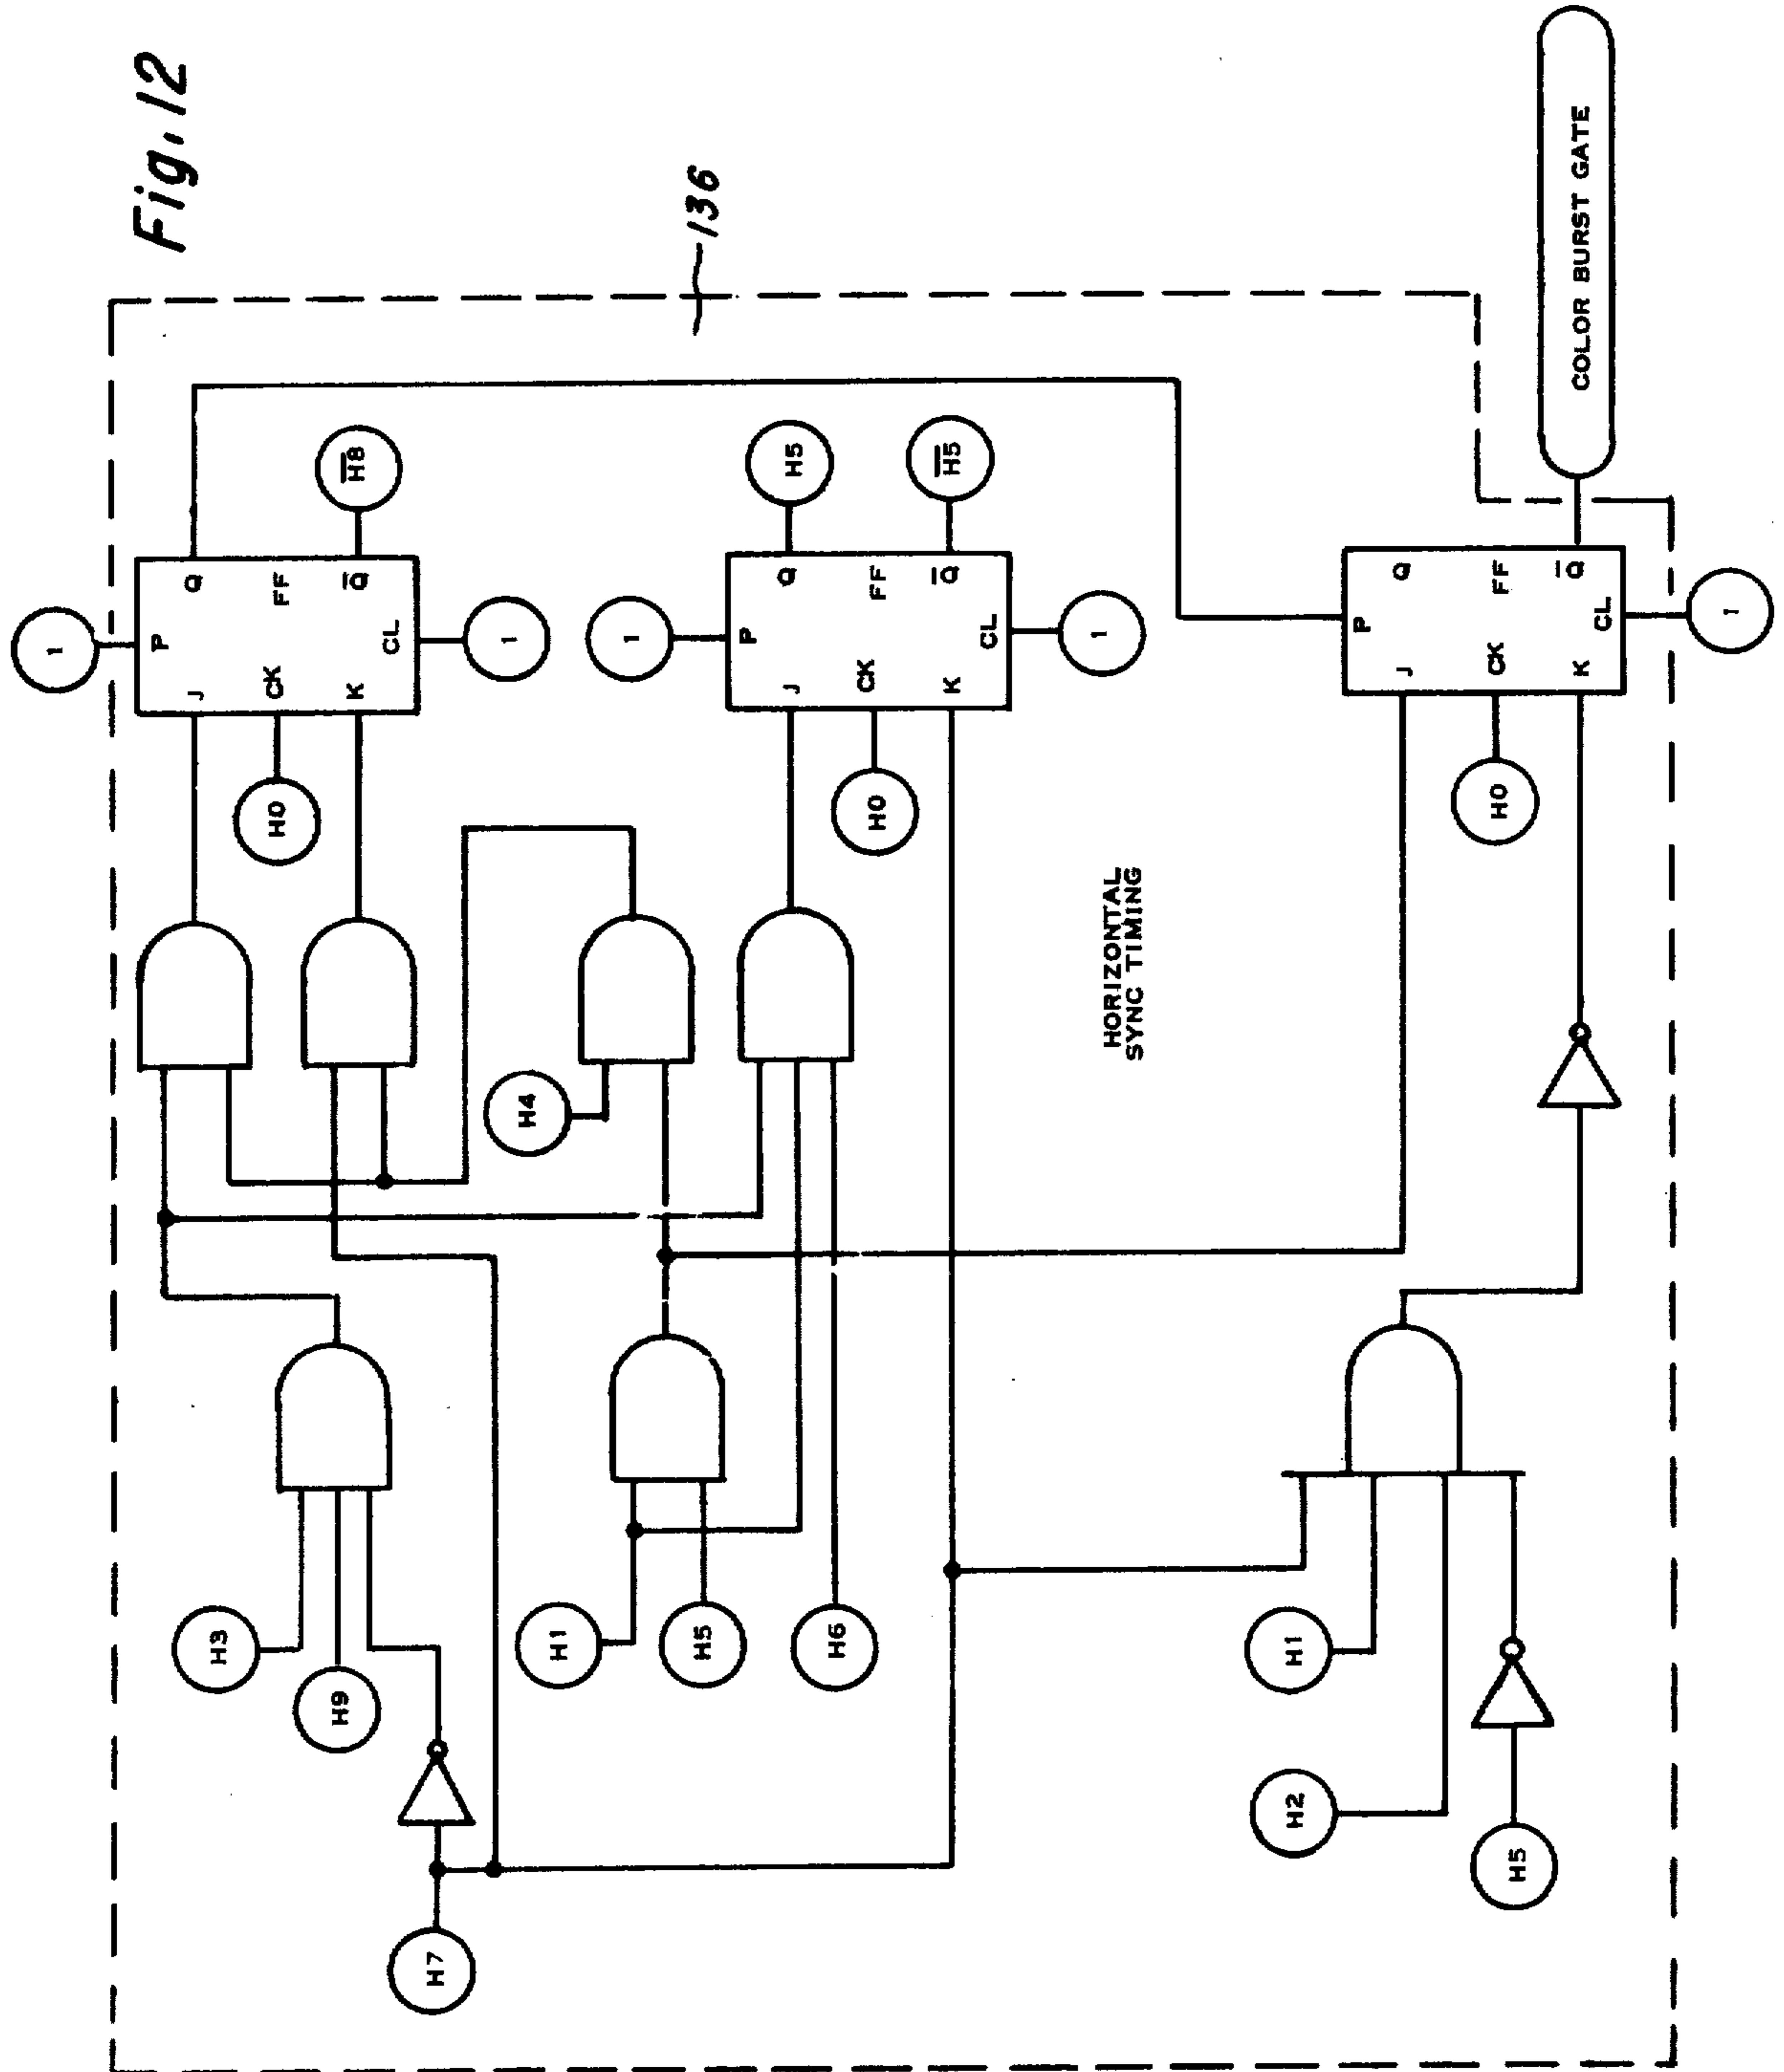 Fig. 12
1
P
J
Q
H3
H0
CK
FF
H9
K
Q̅
H̅8̅
CL
H7
1
H4
H1
1
H5
136
P
J
Q
H5
H6
H0
CK
FF
K
Q̅
H̅5̅
CL
1
HORIZONTAL
SYNC TIMING
H1
H2
P
J
Q
H0
CK
FF
H5
K
Q̅
COLOR BURST GATE
CL
1